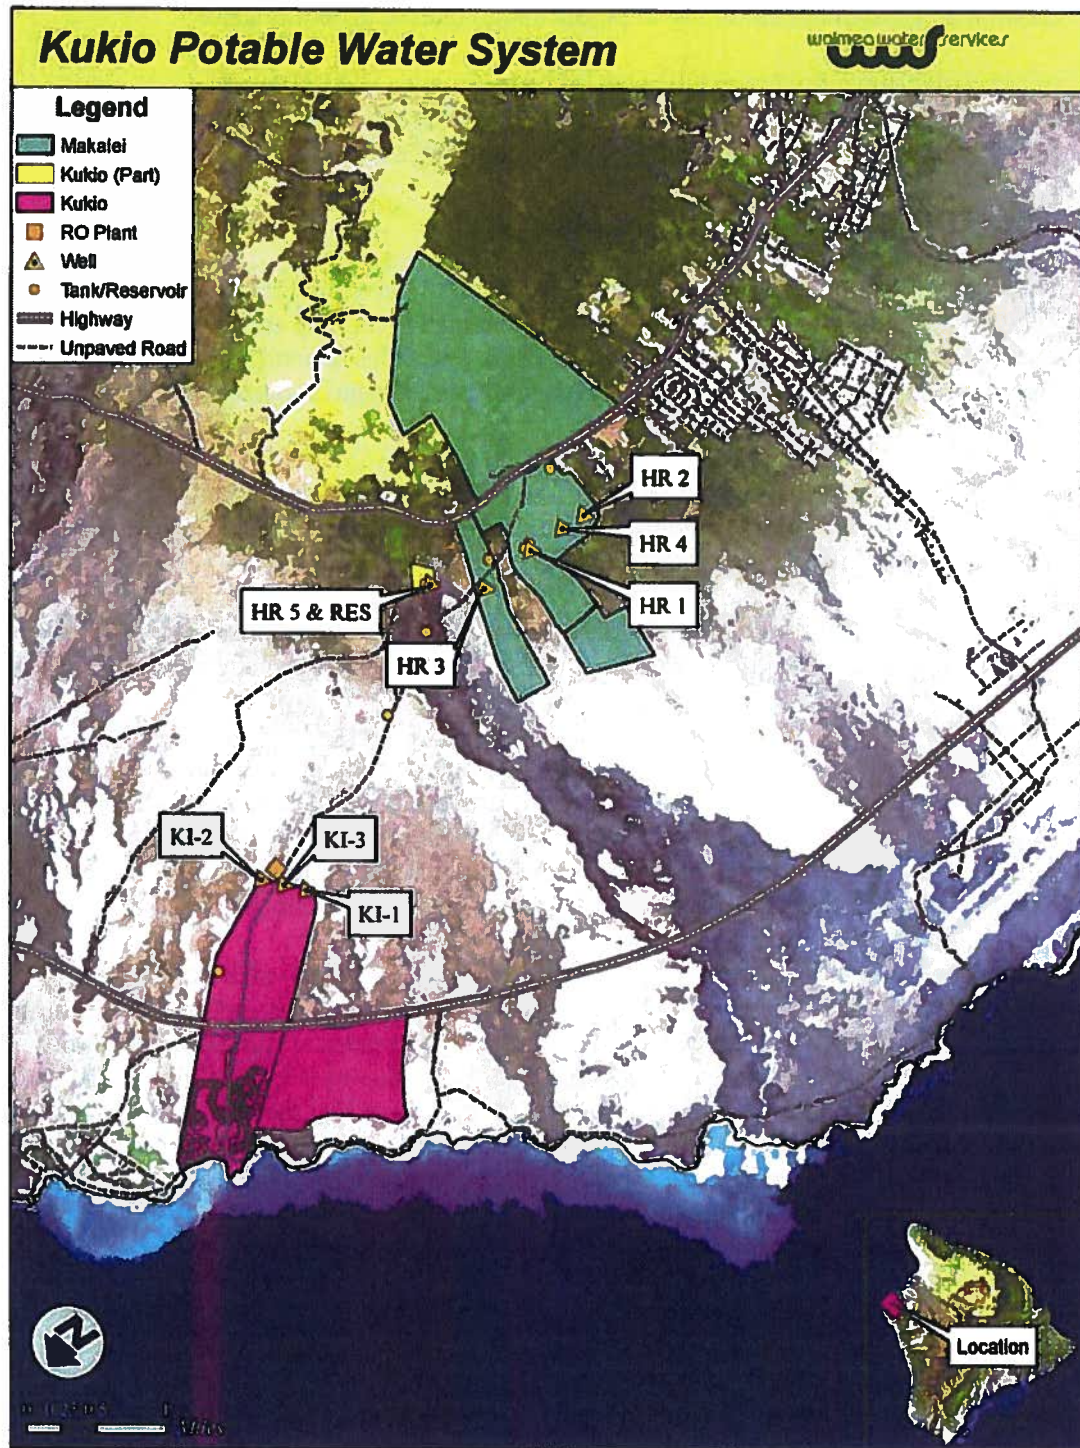 Kukio Potable Water System
waimea water services
Legend
Makalei
Kukio (Part)
Kukio
RO Plant
Well
Tank/Reservoir
Highway
Unpaved Road
HR 2
HR 4
HR 1
HR 5 & RES
HR 3
KI-2
KI-3
KI-1
Location
N
Miles